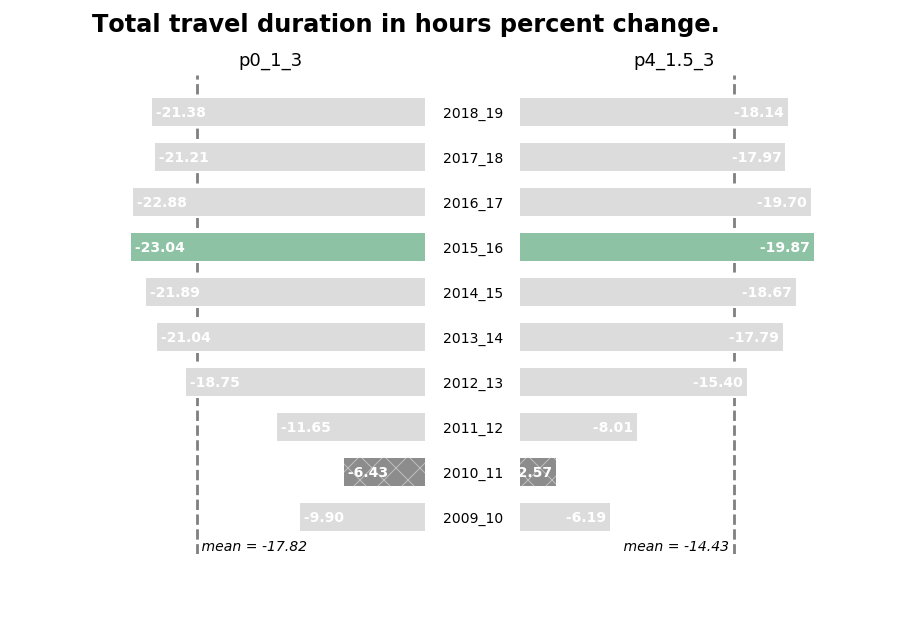 Total travel duration in hours percent change.
p0_1_3 p4_1.5_3
-21.38 2018_19 -18.14
-21.21 2017_18 -17.97
-22.88 2016_17 -19.70
-23.04 2015_16 -19.87
-21.89 2014_15 -18.67
-21.04 2013_14 -17.79
-18.75 2012_13 -15.40
-11.65 2011_12 -8.01
-6.43 2010_11 2.57
-9.90 2009_10 -6.19
mean = -17.82 mean = -14.43